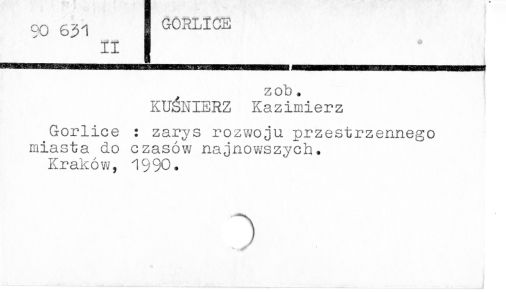 90 631
II
GORLICE
zob.
KUŚNIERZ Kazimierz
Gorlice : zarys rozwoju przestrzennego
miasta do czasów najnowszych.
Kraków, 1990.